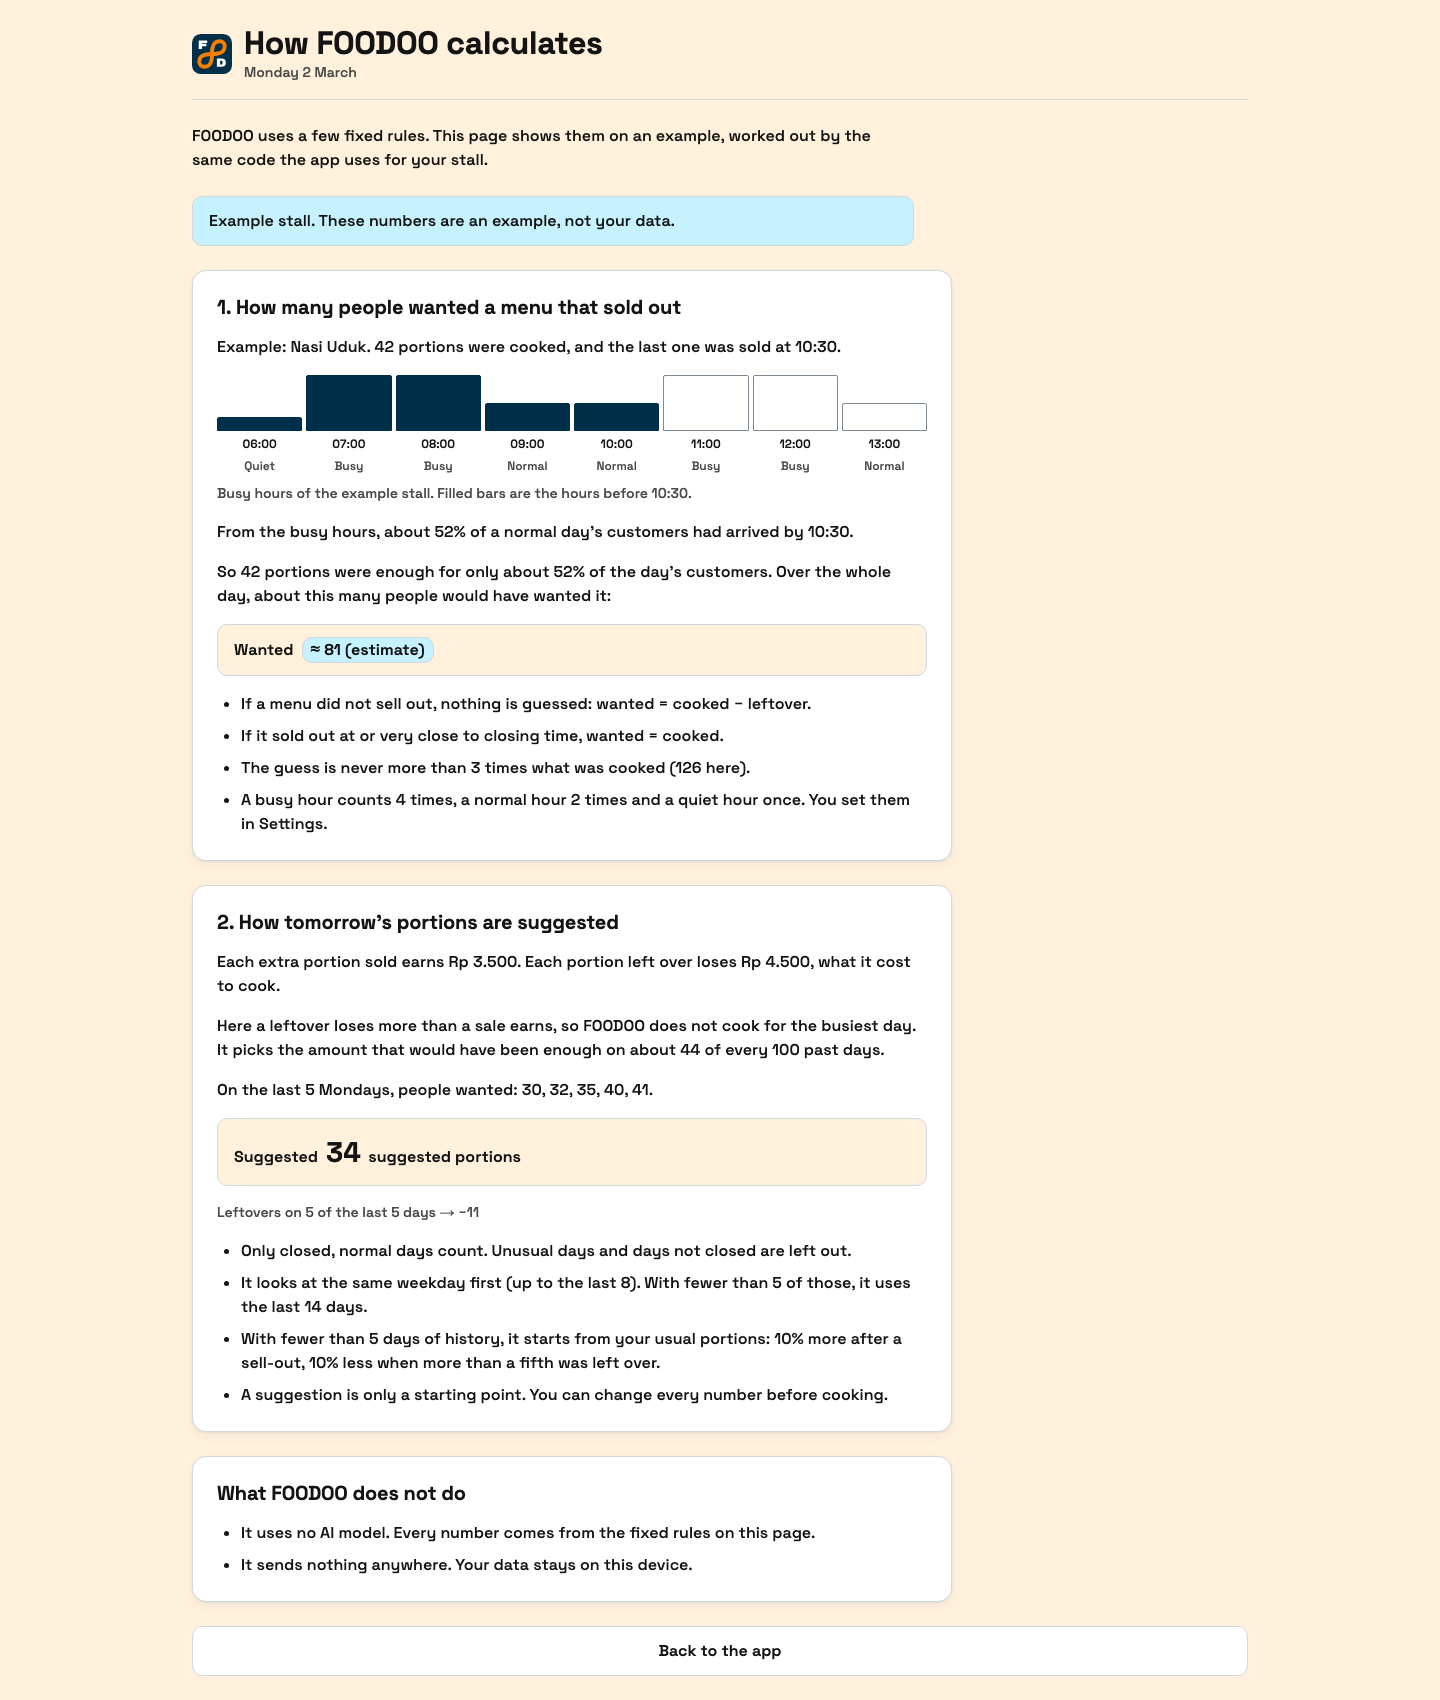 F
D
How FOODOO calculates
Monday 2 March
FOODOO uses a few fixed rules. This page shows them on an example, worked out by the
same code the app uses for your stall.
Example stall. These numbers are an example, not your data.
1. How many people wanted a menu that sold out
Example: Nasi Uduk. 42 portions were cooked, and the last one was sold at 10:30.
06:00 07:00 08:00 09:00 10:00 11:00 12:00 13:00
Quiet Busy Busy Normal Normal Busy Busy Normal
Busy hours of the example stall. Filled bars are the hours before 10:30.
From the busy hours, about 52% of a normal day’s customers had arrived by 10:30.
So 42 portions were enough for only about 52% of the day’s customers. Over the whole
day, about this many people would have wanted it:
Wanted ≈ 81 (estimate)
• If a menu did not sell out, nothing is guessed: wanted = cooked − leftover.
• If it sold out at or very close to closing time, wanted = cooked.
• The guess is never more than 3 times what was cooked (126 here).
• A busy hour counts 4 times, a normal hour 2 times and a quiet hour once. You set them
in Settings.
2. How tomorrow’s portions are suggested
Each extra portion sold earns Rp 3.500. Each portion left over loses Rp 4.500, what it cost
to cook.
Here a leftover loses more than a sale earns, so FOODOO does not cook for the busiest day.
It picks the amount that would have been enough on about 44 of every 100 past days.
On the last 5 Mondays, people wanted: 30, 32, 35, 40, 41.
Suggested 34 suggested portions
Leftovers on 5 of the last 5 days → −11
• Only closed, normal days count. Unusual days and days not closed are left out.
• It looks at the same weekday first (up to the last 8). With fewer than 5 of those, it uses
the last 14 days.
• With fewer than 5 days of history, it starts from your usual portions: 10% more after a
sell-out, 10% less when more than a fifth was left over.
• A suggestion is only a starting point. You can change every number before cooking.
What FOODOO does not do
• It uses no AI model. Every number comes from the fixed rules on this page.
• It sends nothing anywhere. Your data stays on this device.
Back to the app